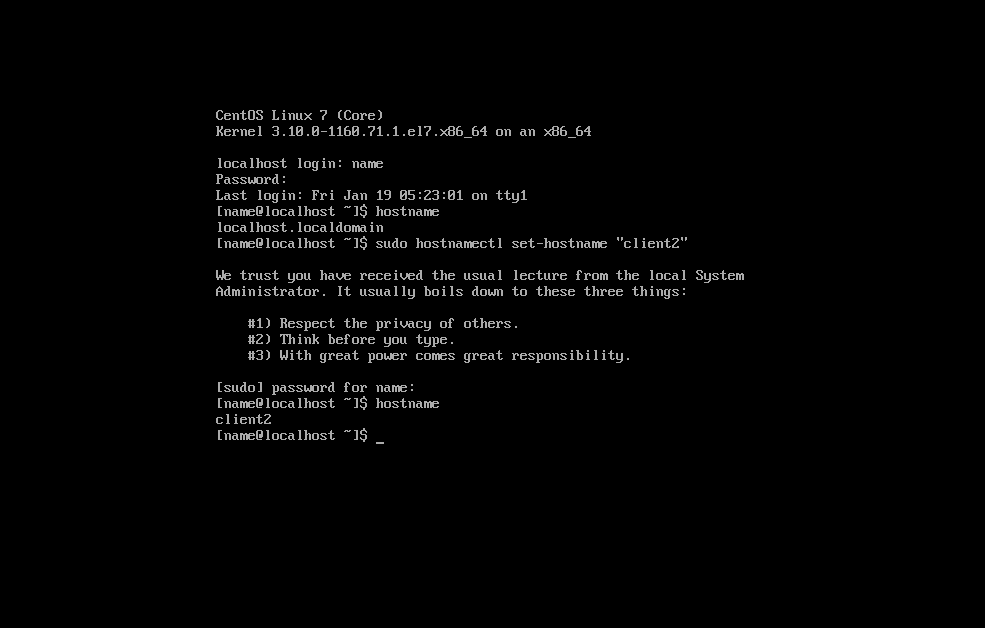 CentOS Linux 7 (Core)
Kernel 3.10.0-1160.71.1.el7.x86_64 on an x86_64
localhost login: name
Password:
Last login: Fri Jan 19 05:23:01 on tty1
[name@localhost ~]$ hostname
localhost.localdomain
[name@localhost ~]$ sudo hostnamectl set-hostname "client2"
We trust you have received the usual lecture from the local System
Administrator. It usually boils down to these three things:
#1) Respect the privacy of others.
#2) Think before you type.
#3) With great power comes great responsibility.
[sudo] password for name:
[name@localhost ~]$ hostname
client2
[name@localhost ~]$ _